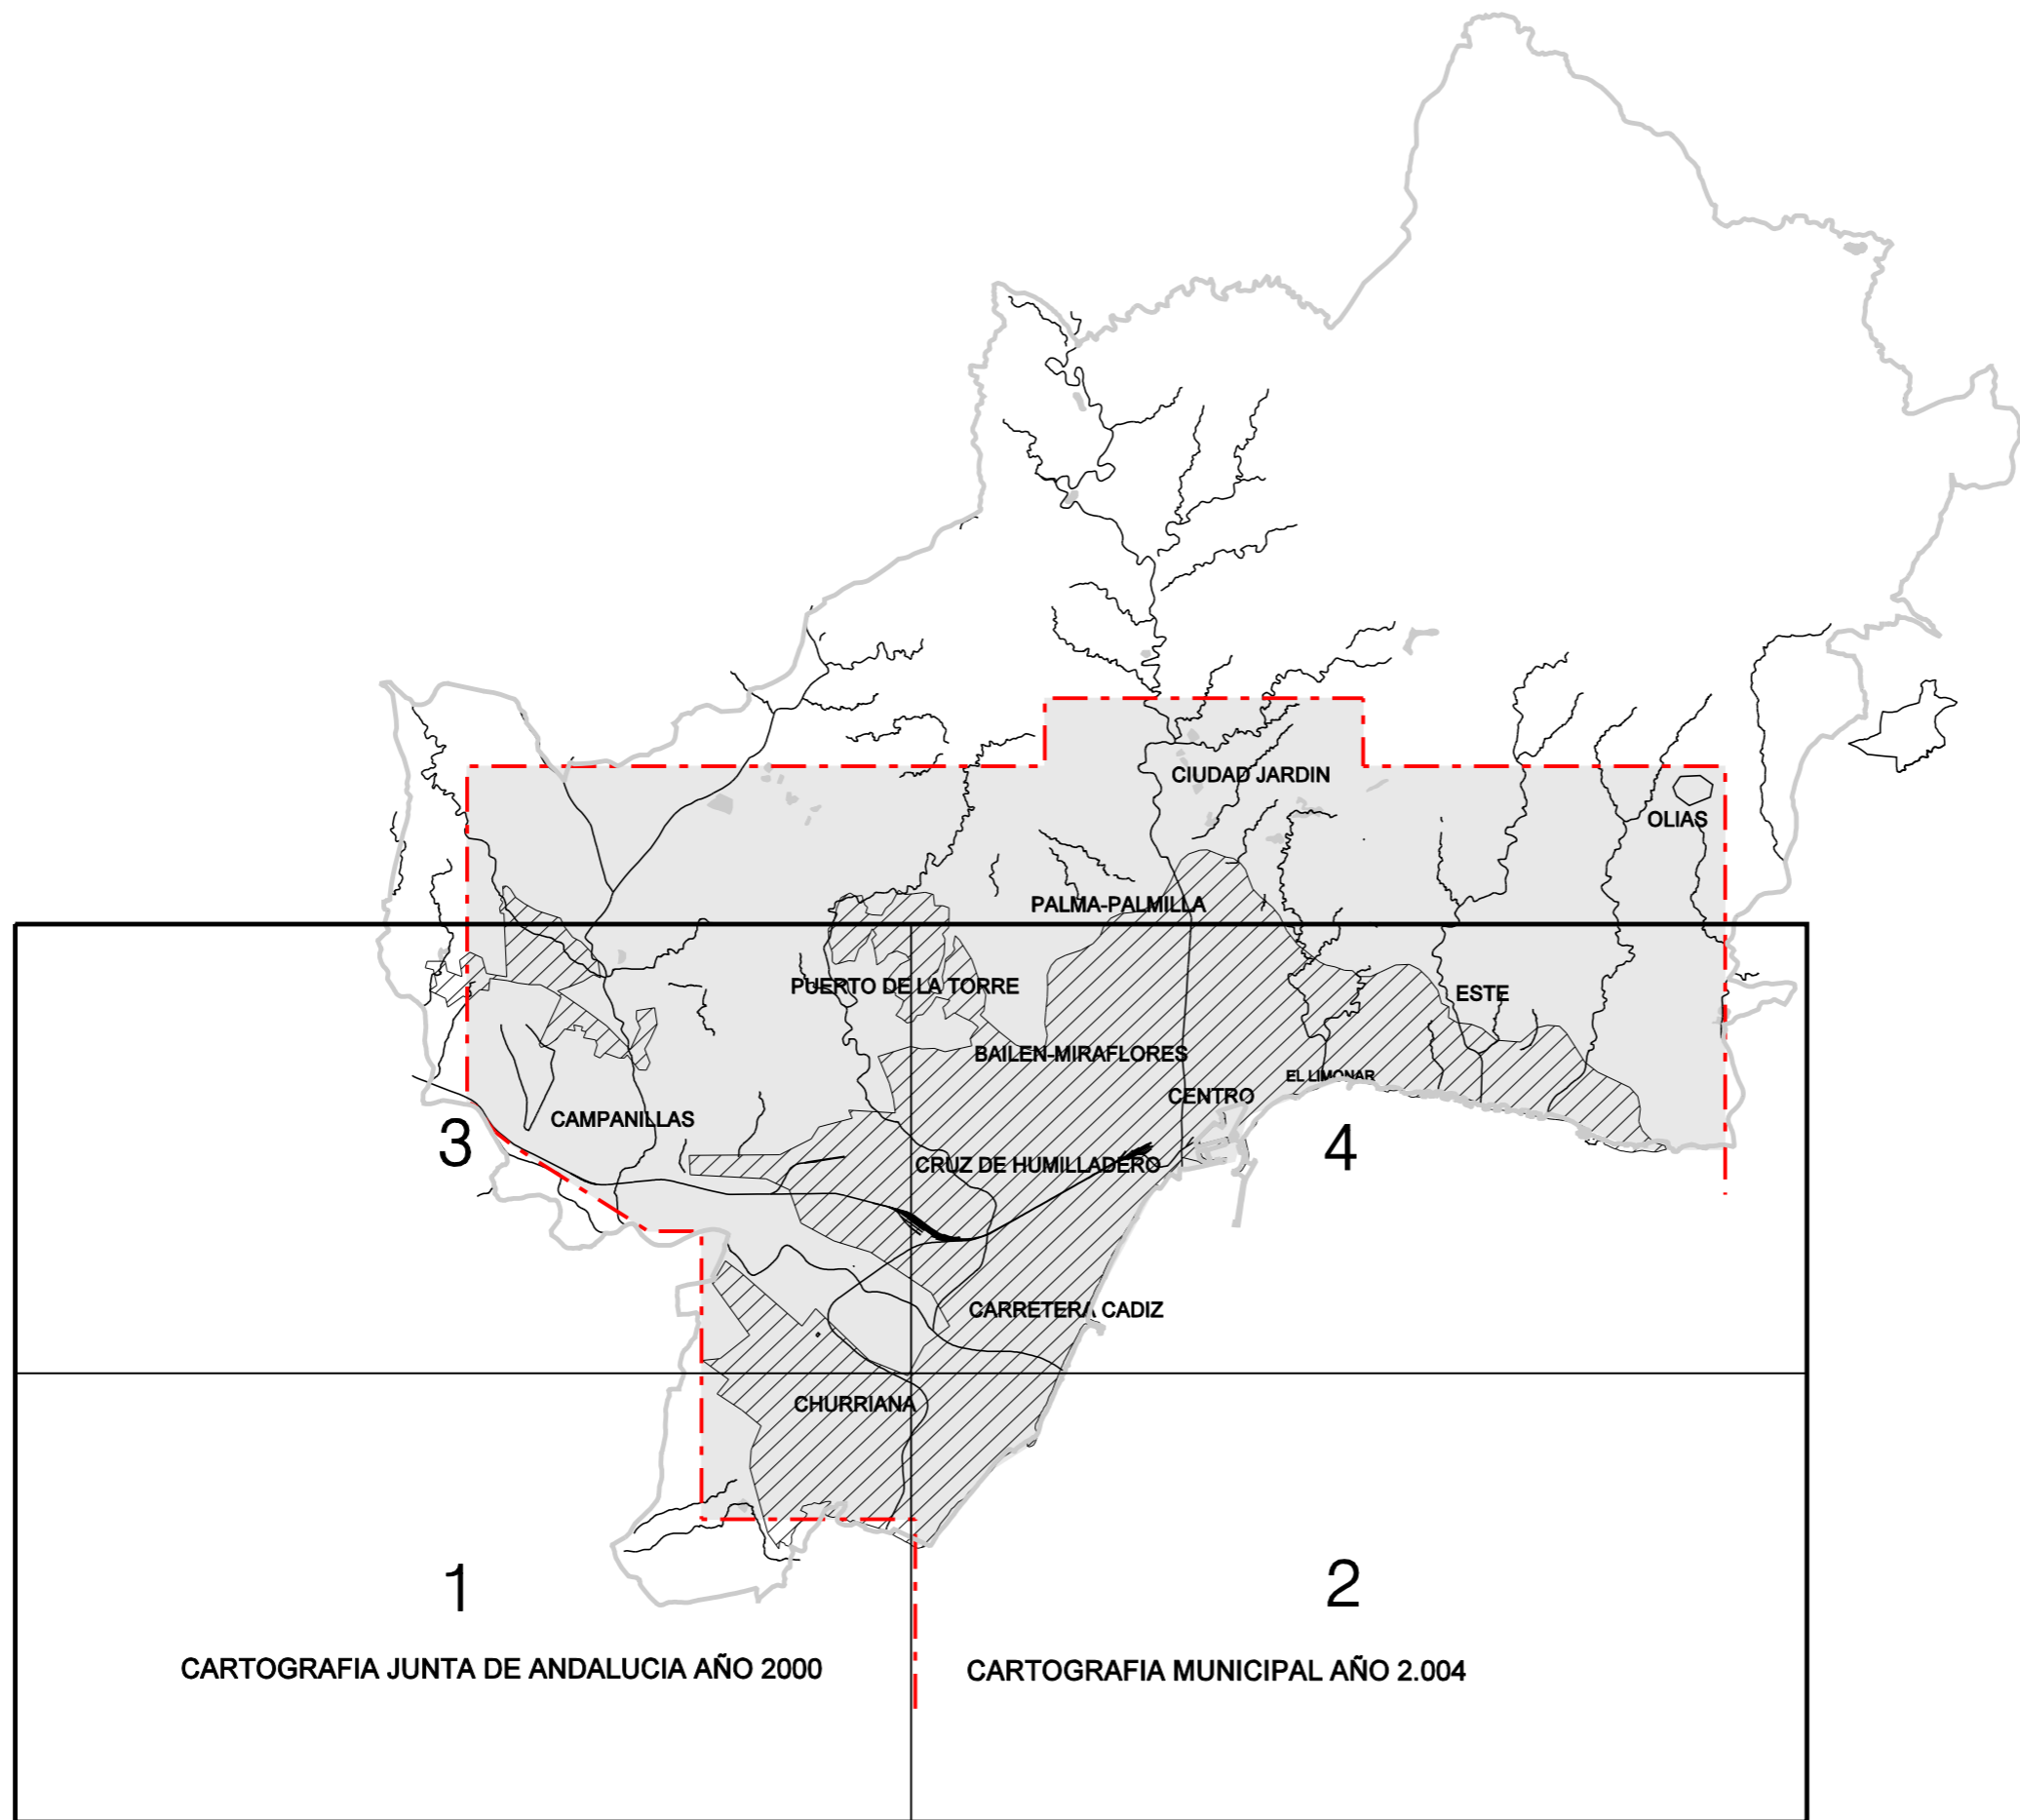 CIUDAD JARDIN
OLIAS
PALMA-PALMILLA
PUERTO DE LA TORRE
ESTE
BAILEN-MIRAFLORES
EL LIMONAR
CENTRO
CAMPANILLAS
3
4
CRUZ DE HUMILLADERO
CARRETERA CADIZ
CHURRIANA
1
2
CARTOGRAFIA JUNTA DE ANDALUCIA AÑO 2000
CARTOGRAFIA MUNICIPAL AÑO 2.004